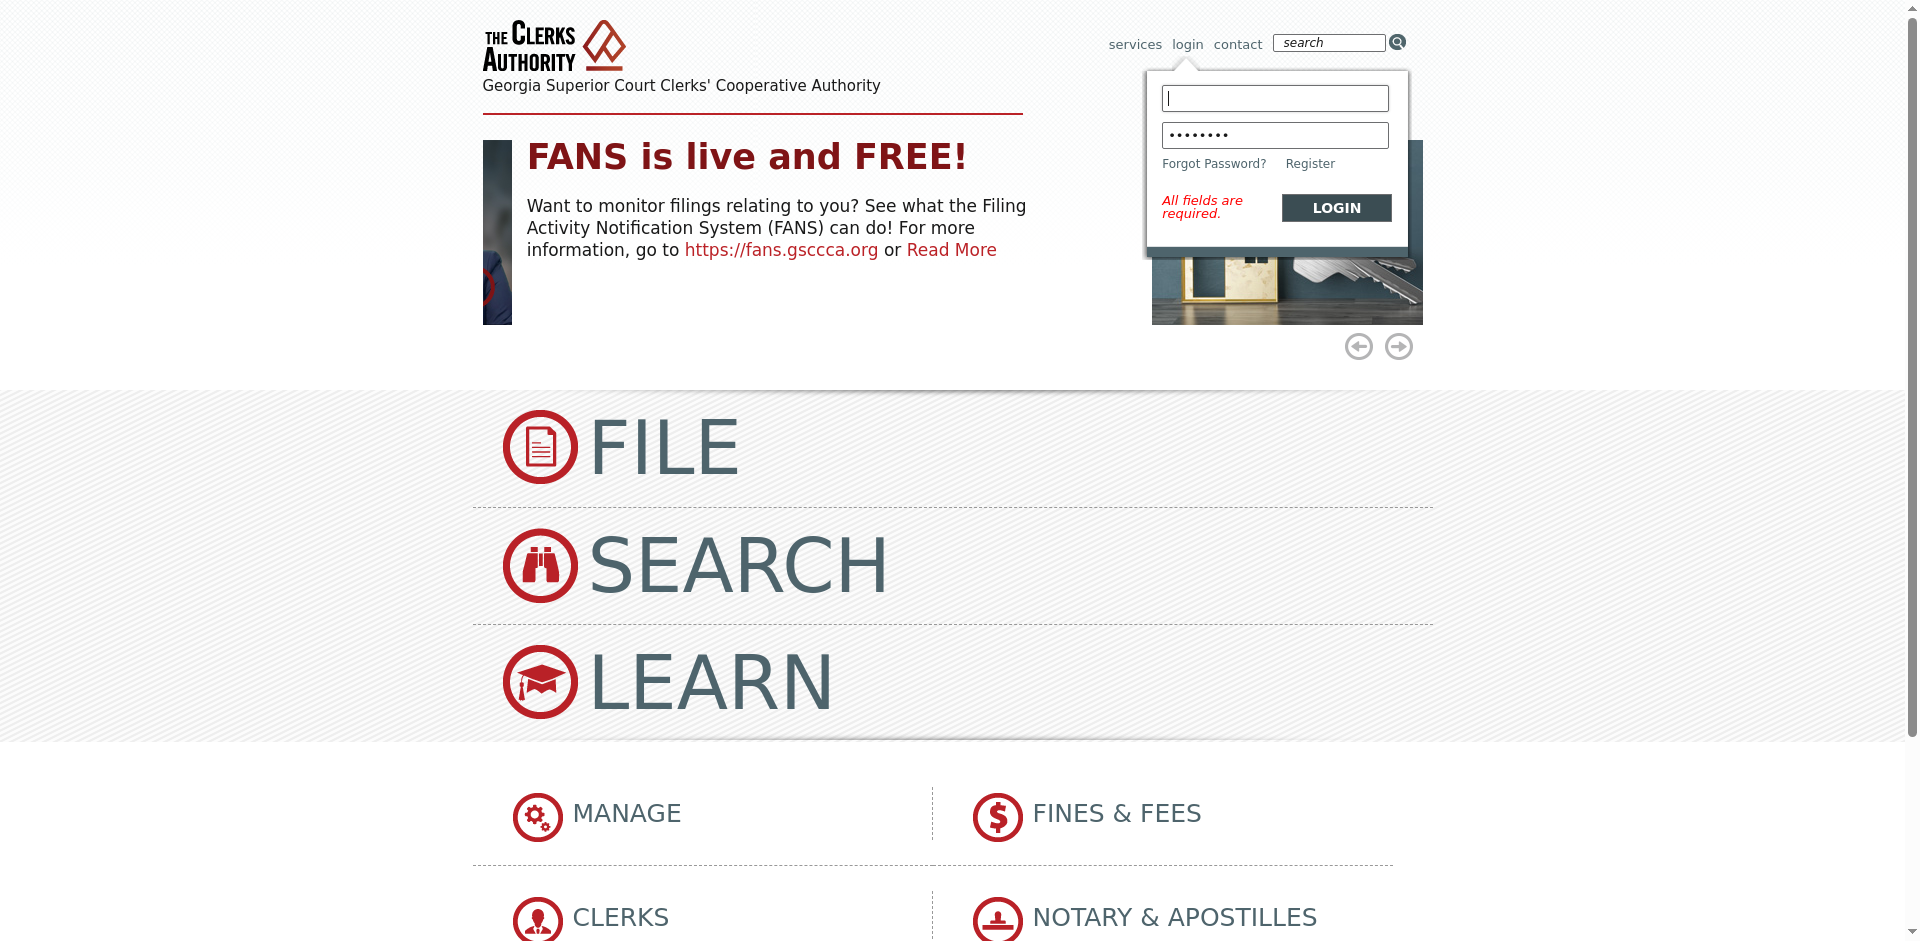 THE CLERKS
AUTHORITY
Georgia Superior Court Clerks' Cooperative Authority
services login contact search
••••••••
Forgot Password? Register
All fields are
required.
LOGIN
FANS is live and FREE!
Want to monitor filings relating to you? See what the Filing
Activity Notification System (FANS) can do! For more
information, go to https://fans.gsccca.org or Read More
FILE
SEARCH
LEARN
MANAGE
FINES & FEES
CLERKS
NOTARY & APOSTILLES